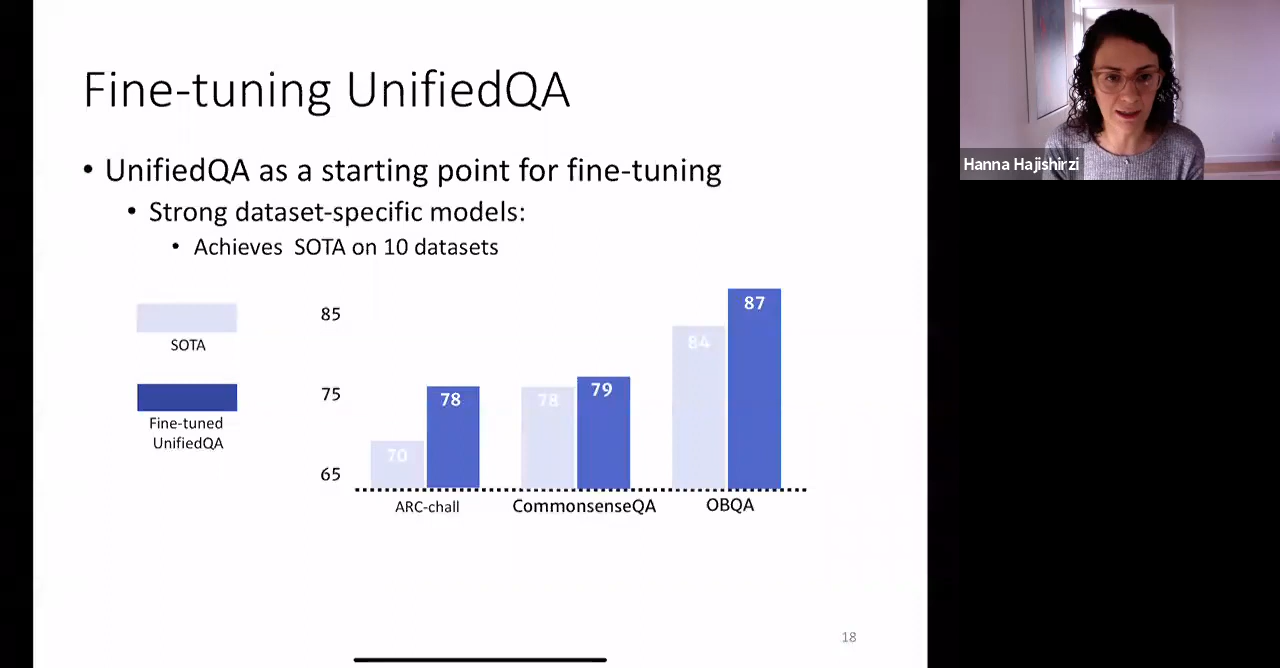 Fine-tuning UnifiedQA
• UnifiedQA as a starting point for fine-tuning
• Strong dataset-specific models:
• Achieves SOTA on 10 datasets
SOTA
Fine-tuned
UnifiedQA
85
75
65
70
78
78
79
84
87
ARC-chall
CommonsenseQA
OBQA
18
Hanna Hajishirzi